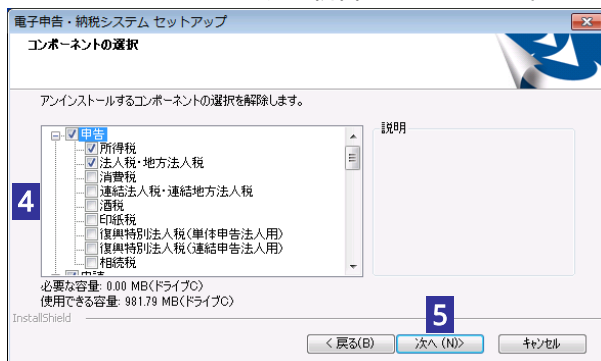 電子申告・納税システム セットアップ
コンポーネントの選択
アンインストールするコンポーネントの選択を解除します。
申告
所得税
法人税・地方法人税
消費税
連結法人税・連結地方法人税
酒税
印紙税
復興特別法人税(単体申告法人用)
復興特別法人税(連結申告法人用)
相続税
説明
4
必要な容量: 0.00 MB(ドライブC)
使用できる容量: 981.79 MB(ドライブC)
InstallShield
5
< 戻る(B)
次へ (N)>
キャンセル